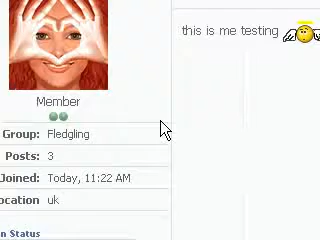 this is me testing
Member
Group: Fledgling
Posts: 3
Joined: Today, 11:22 AM
ocation uk
n Status